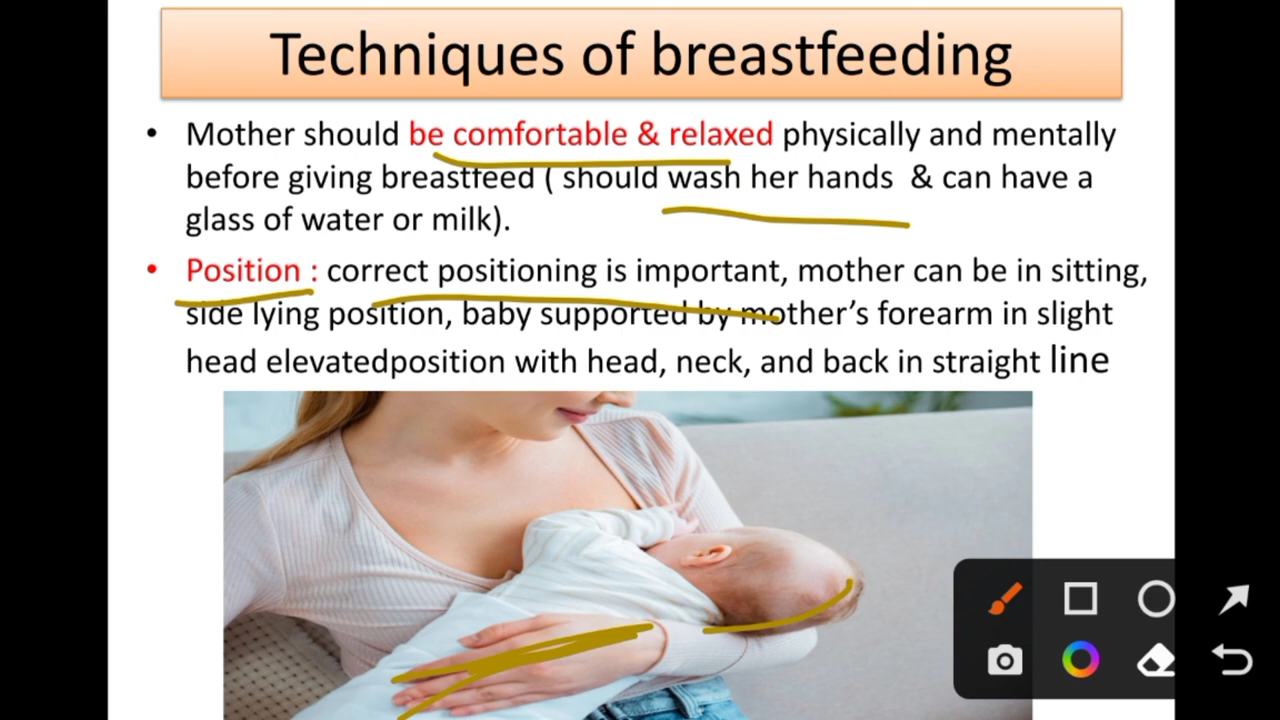 Techniques of breastfeeding
• Mother should be comfortable & relaxed physically and mentally
before giving breastfeed ( should wash her hands & can have a
glass of water or milk).
• Position : correct positioning is important, mother can be in sitting,
side lying position, baby supported by mother's forearm in slight
head elevatedposition with head, neck, and back in straight line